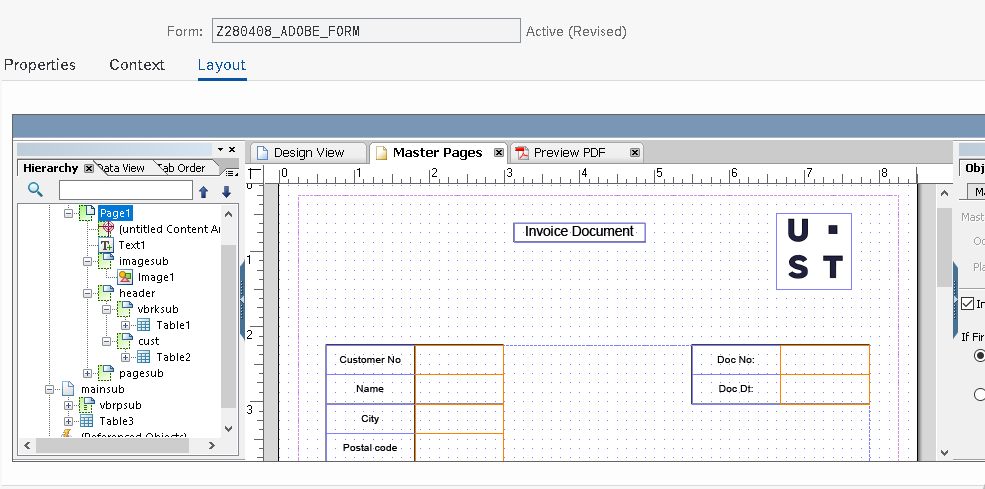 Form: Z280408_ADOBE_FORM Active (Revised)
Properties Context Layout
Hierarchy Data View Tab Order
Design View Master Pages Preview PDF
0 1 2 3 4 5 6 7 8
0
1
2
3
Page1
(untitled Content Ar
Text1
imagesub
Image1
header
vbrksub
Table1
cust
Table2
pagesub
mainsub
vbrpsub
Table3
(Referenced Objects)
Invoice Document
U
S T
Customer No
Name
City
Postal code
Doc No:
Doc Dt:
Obj
Ma
Mast
Oc
Pla
In
If Fir